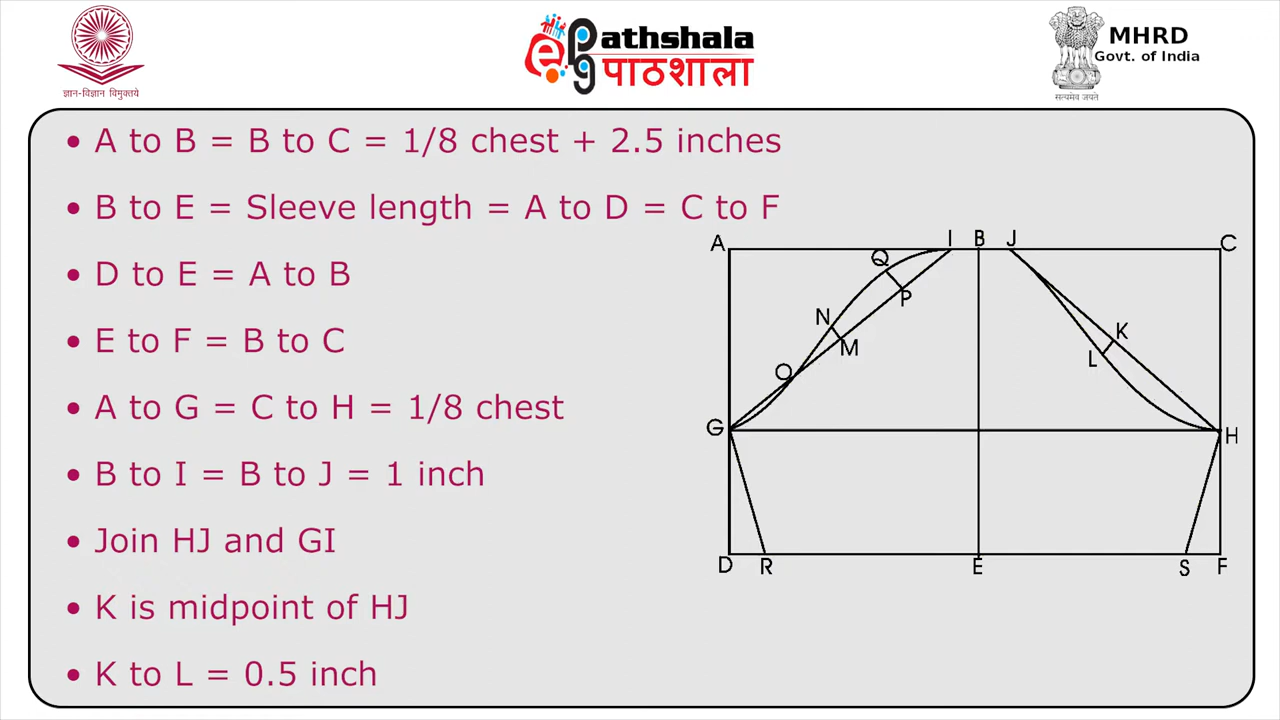 ज्ञान-विज्ञान विमुक्तये
e Pg Pathshala
पाठशाला
MHRD
Govt. of India
सत्यमेव जयते
• A to B = B to C = 1/8 chest + 2.5 inches
• B to E = Sleeve length = A to D = C to F
• D to E = A to B
• E to F = B to C
• A to G = C to H = 1/8 chest
• B to I = B to J = 1 inch
• Join HJ and GI
• K is midpoint of HJ
• K to L = 0.5 inch
A I B J C
Q
P
N K
M L
O
G H
D R E S F